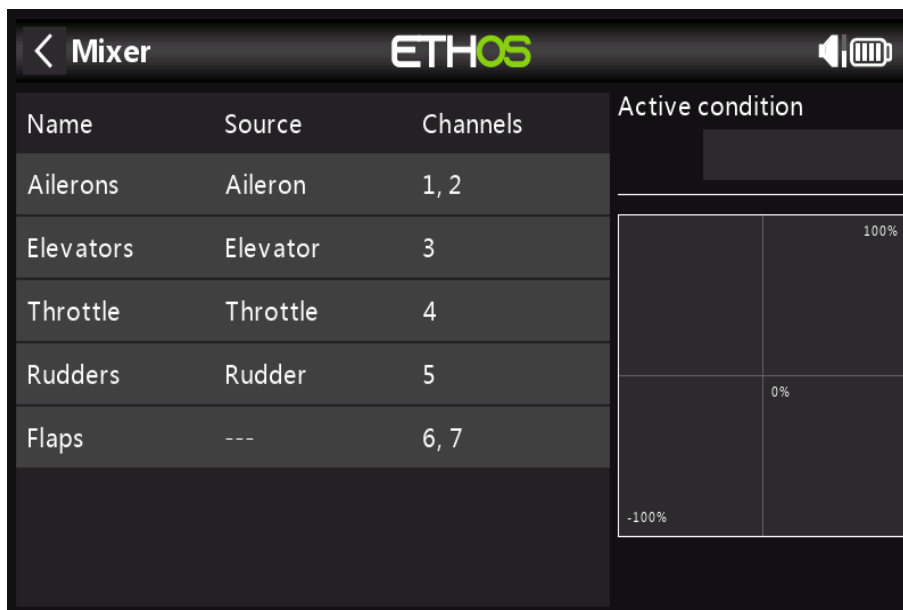 Mixer ETHOS
Name Source Channels
Ailerons Aileron 1, 2
Elevators Elevator 3
Throttle Throttle 4
Rudders Rudder 5
Flaps --- 6, 7
Active condition
100%
0%
-100%